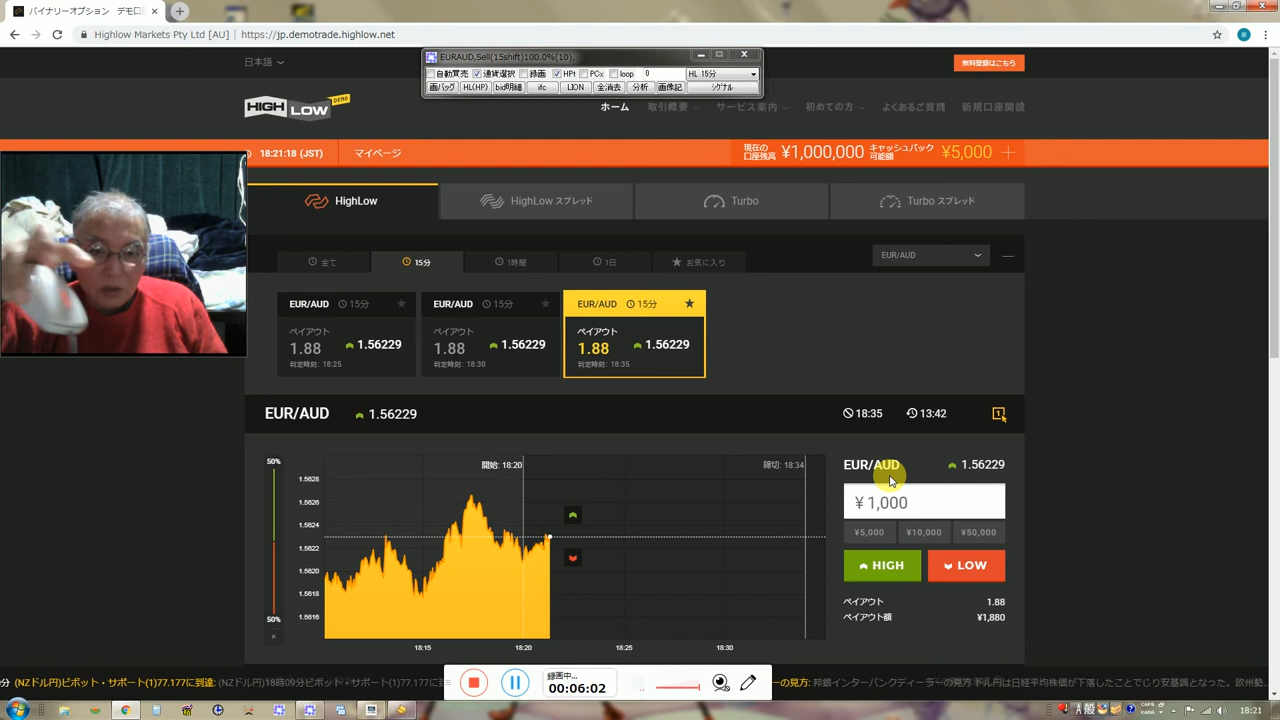 バイナリーオプション デモ口
Highlow Markets Pty Ltd [AU]
https://jp.demotrade.highlow.net
EURAUD,Sell(15shift)100.0%(10),
自動買売
通貨選択
録画
HPt
PCx
loop
0
HL 15分
画バッグ
HL(HP)
bid明細
ifc
LION
全消去
分析
画像記
ｼｸﾞﾅﾙ
日本語
無料登録はこちら
HIGH LOW DEMO
ホーム
取引概要
サービス案内
初めての方
よくあるご質問
新規口座開設
18:21:18 (JST)
マイページ
現在の口座残高
¥1,000,000
キャッシュバック可能額
¥5,000
HighLow
HighLow スプレッド
Turbo
Turbo スプレッド
全て
15分
1時間
1日
お気に入り
EUR/AUD
EUR/AUD 15分
ペイアウト
1.88
1.56229
判定時刻: 18:25
EUR/AUD 15分
ペイアウト
1.88
1.56229
判定時刻: 18:30
EUR/AUD 15分
ペイアウト
1.88
1.56229
判定時刻: 18:35
EUR/AUD
1.56229
18:35
13:42
1
50%
50%
1.5628
1.5626
1.5624
1.5622
1.5620
1.5618
1.5616
開始: 18:20
締切: 18:34
18:15
18:20
18:25
18:30
EUR/AUD
1.56229
¥ 1,000
¥5,000
¥10,000
¥50,000
HIGH
LOW
ペイアウト
1.88
ペイアウト額
¥1,880
録画中...
00:06:02
分 (NZドル円)ピボット・サポート(1)77.177に到達: (NZドル円)18時09分ピボット・サポート(1)77.177に到
ーの見方: 邦銀インターバンクディーラーの見方 ドル円は日経平均株価が下落したことでじり安基調となった。欧州勢
A 般
CAPS
KANA
18:21